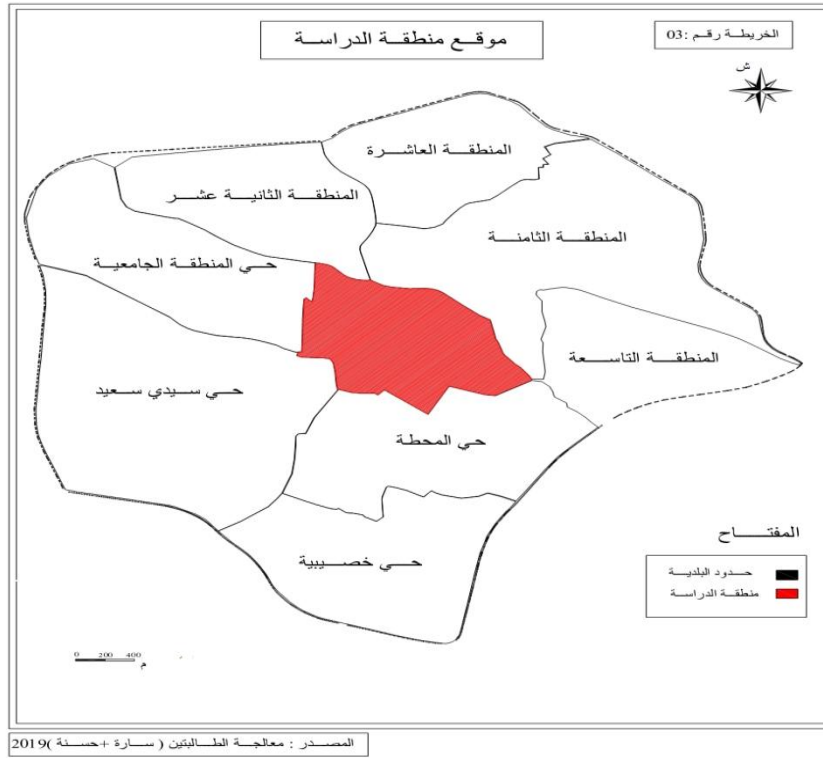 الخريطة رقم :03
موقع منطقة الدراسة
ش
المنطقة العاشرة
المنطقة الثانية عشر
المنطقة الثامنة
حي المنطقة الجامعية
المنطقة التاسعة
حي سيدي سعيد
حي المحطة
حي خصيبية
المفتاح
حدود البلدية
منطقة الدراسة
0 200 400
م
المصدر : معالجة الطالبتين ( سارة +حسنة )2019